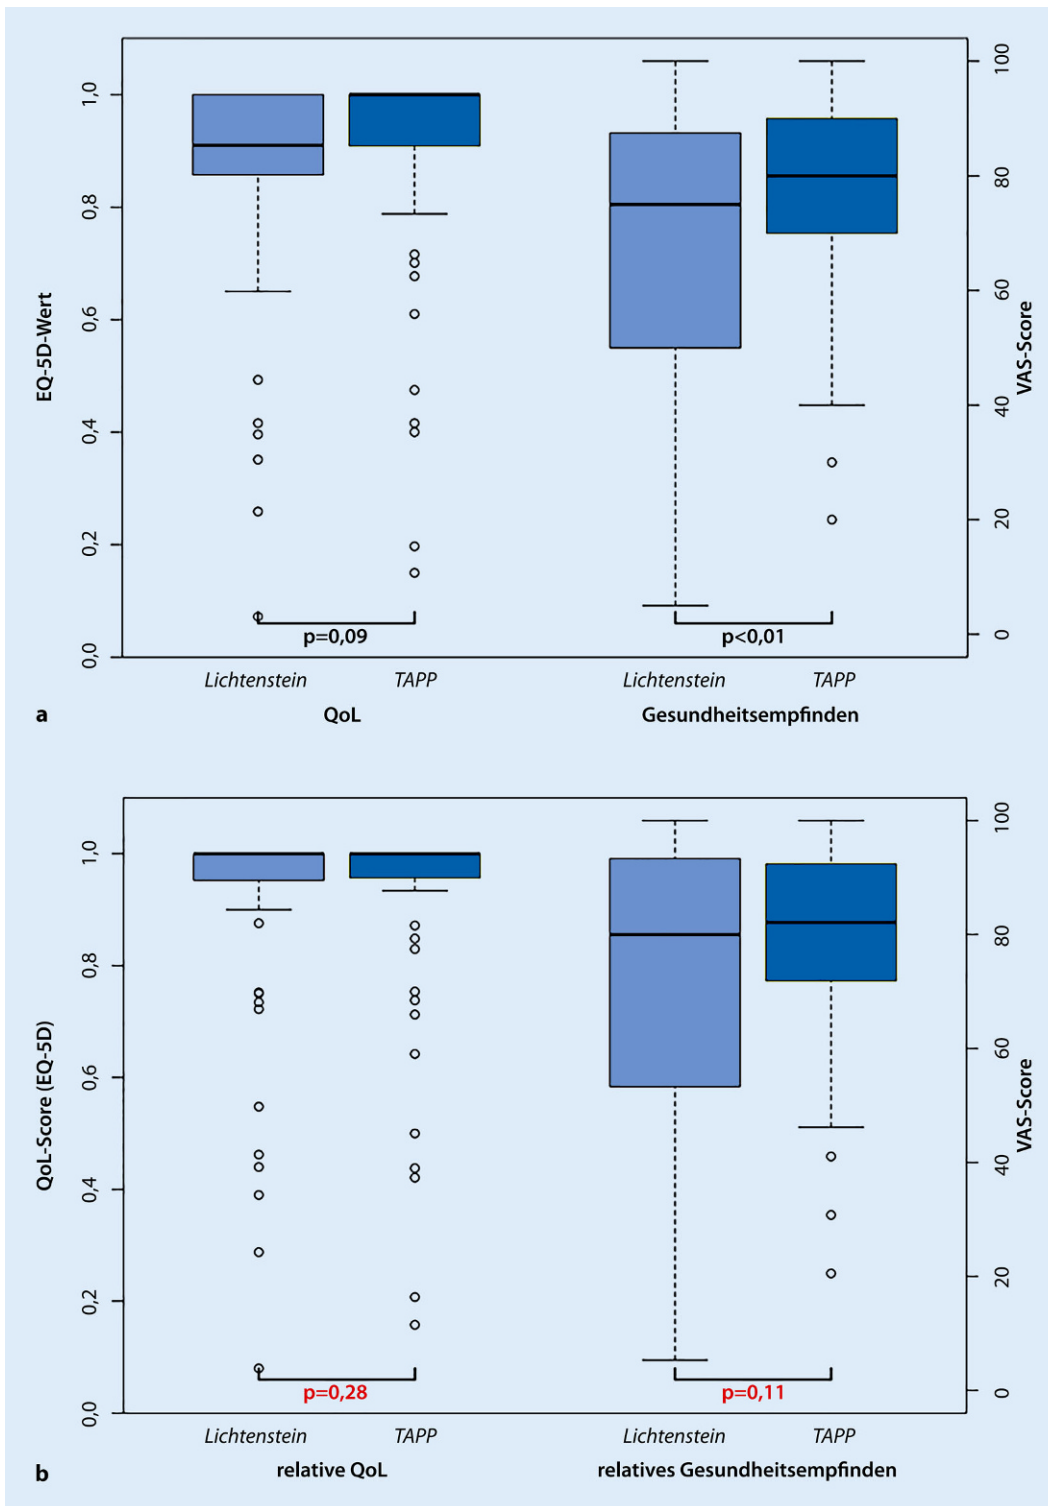 EQ-5D-Wert
1,0
0,8
0,6
0,4
0,2
0,0
100
80
60
40
20
0
VAS-Score
p=0,09
p<0,01
Lichtenstein
TAPP
Lichtenstein
TAPP
a
QoL
Gesundheitsempfinden
QoL-Score (EQ-5D)
1,0
0,8
0,6
0,4
0,2
0,0
100
80
60
40
20
0
VAS-Score
p=0,28
p=0,11
Lichtenstein
TAPP
Lichtenstein
TAPP
b
relative QoL
relatives Gesundheitsempfinden